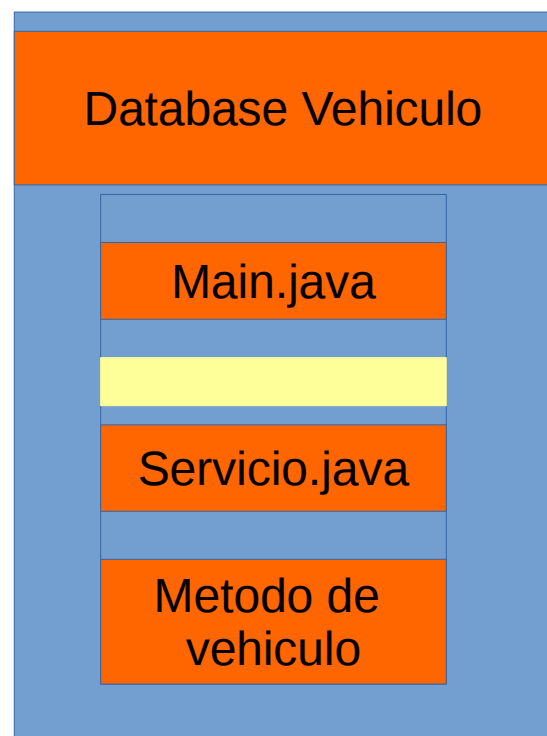 Database Vehiculo
Main.java
Servicio.java
Metodo de
vehiculo